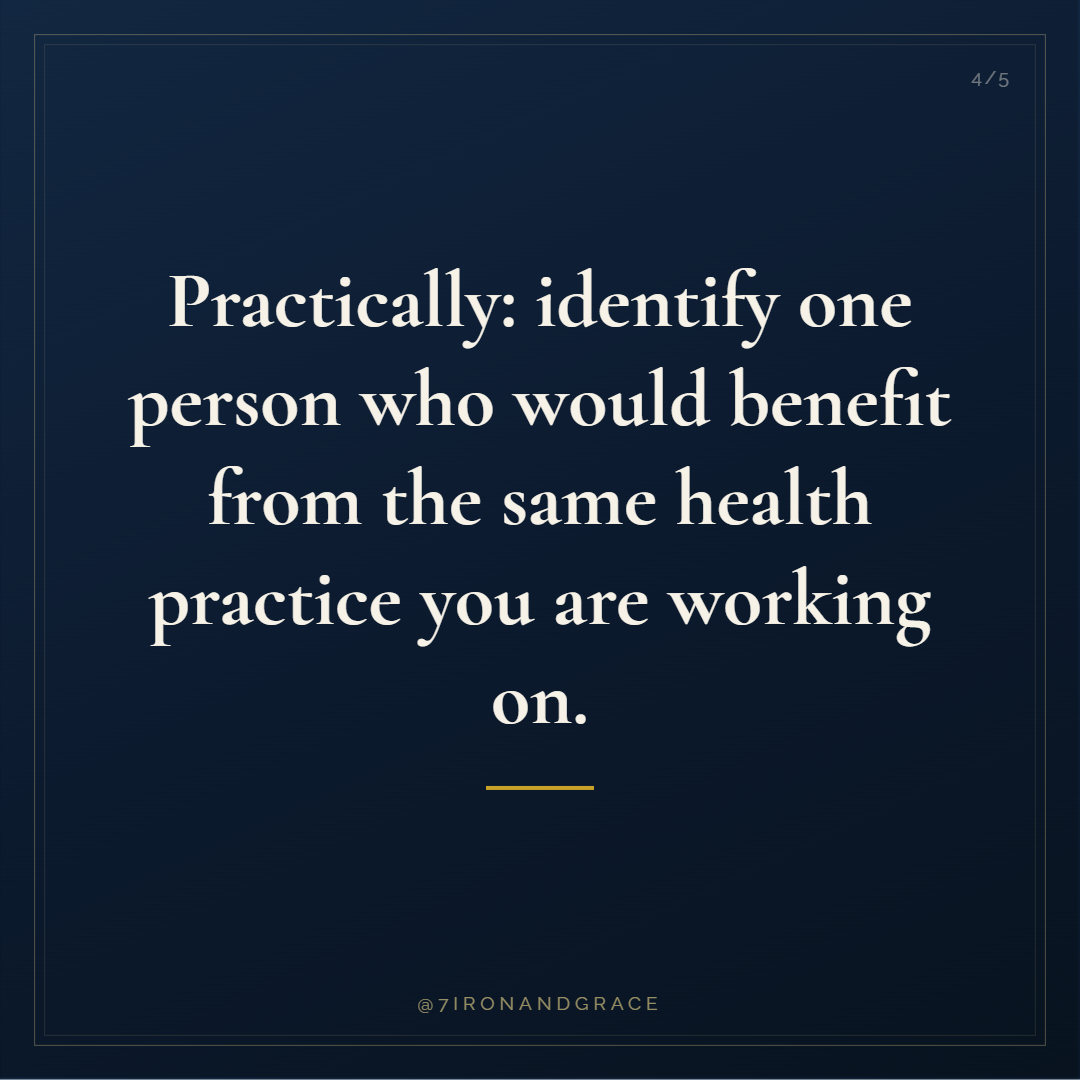 4/5
Practically: identify one
person who would benefit
from the same health
practice you are working
on.
@7IRONANDGRACE